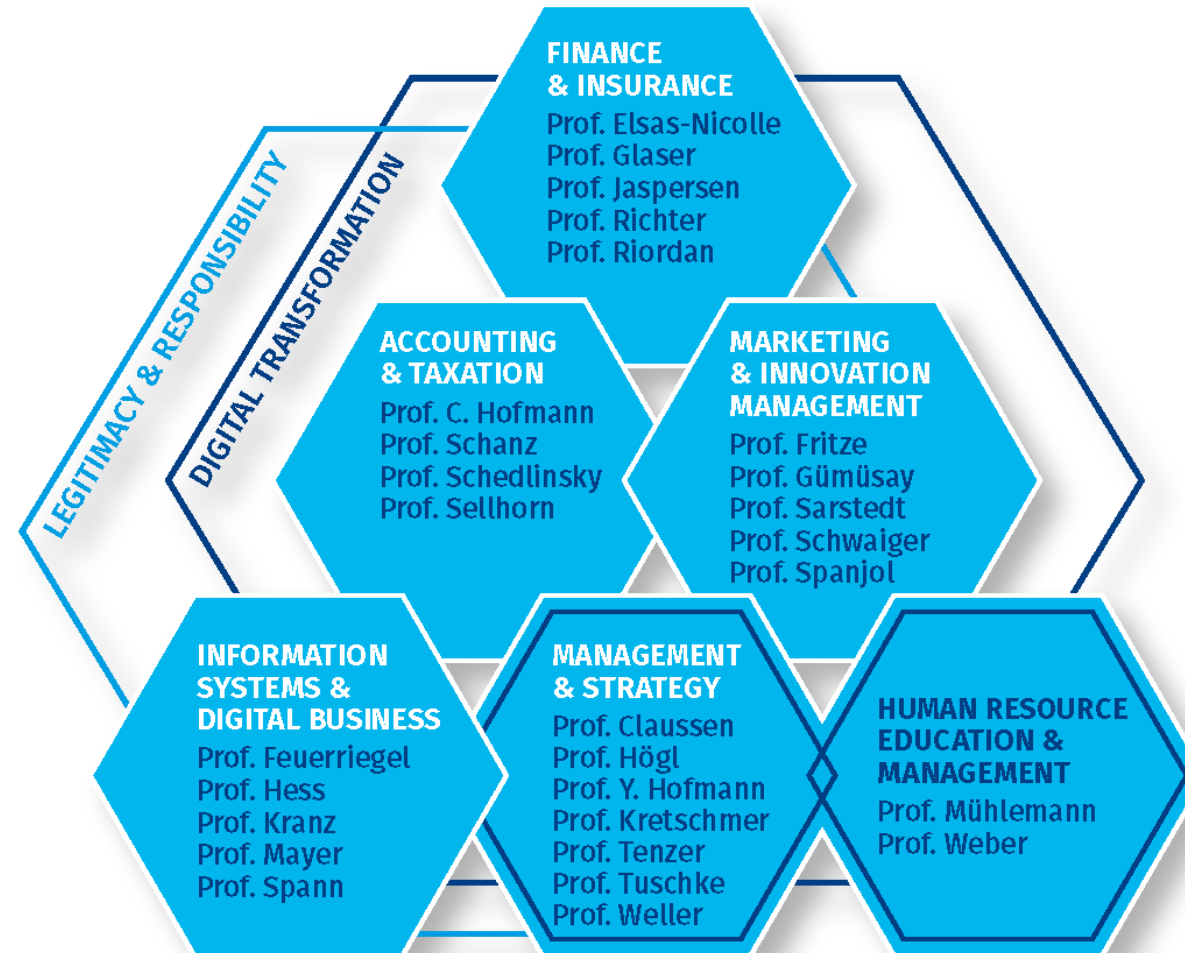 FINANCE
& INSURANCE
Prof. Elsas-Nicolle
Prof. Glaser
Prof. Jaspersen
Prof. Richter
Prof. Riordan
LEGITIMACY & RESPONSIBILITY
DIGITAL TRANSFORMATION
ACCOUNTING
& TAXATION
Prof. C. Hofmann
Prof. Schanz
Prof. Schedlinsky
Prof. Sellhorn
MARKETING
& INNOVATION
MANAGEMENT
Prof. Fritze
Prof. Gümüsay
Prof. Sarstedt
Prof. Schwaiger
Prof. Spanjol
INFORMATION
SYSTEMS &
DIGITAL BUSINESS
Prof. Feuerriegel
Prof. Hess
Prof. Kranz
Prof. Mayer
Prof. Spann
MANAGEMENT
& STRATEGY
Prof. Claussen
Prof. Högl
Prof. Y. Hofmann
Prof. Kretschmer
Prof. Tenzer
Prof. Tuschke
Prof. Weller
HUMAN RESOURCE
EDUCATION &
MANAGEMENT
Prof. Mühlemann
Prof. Weber